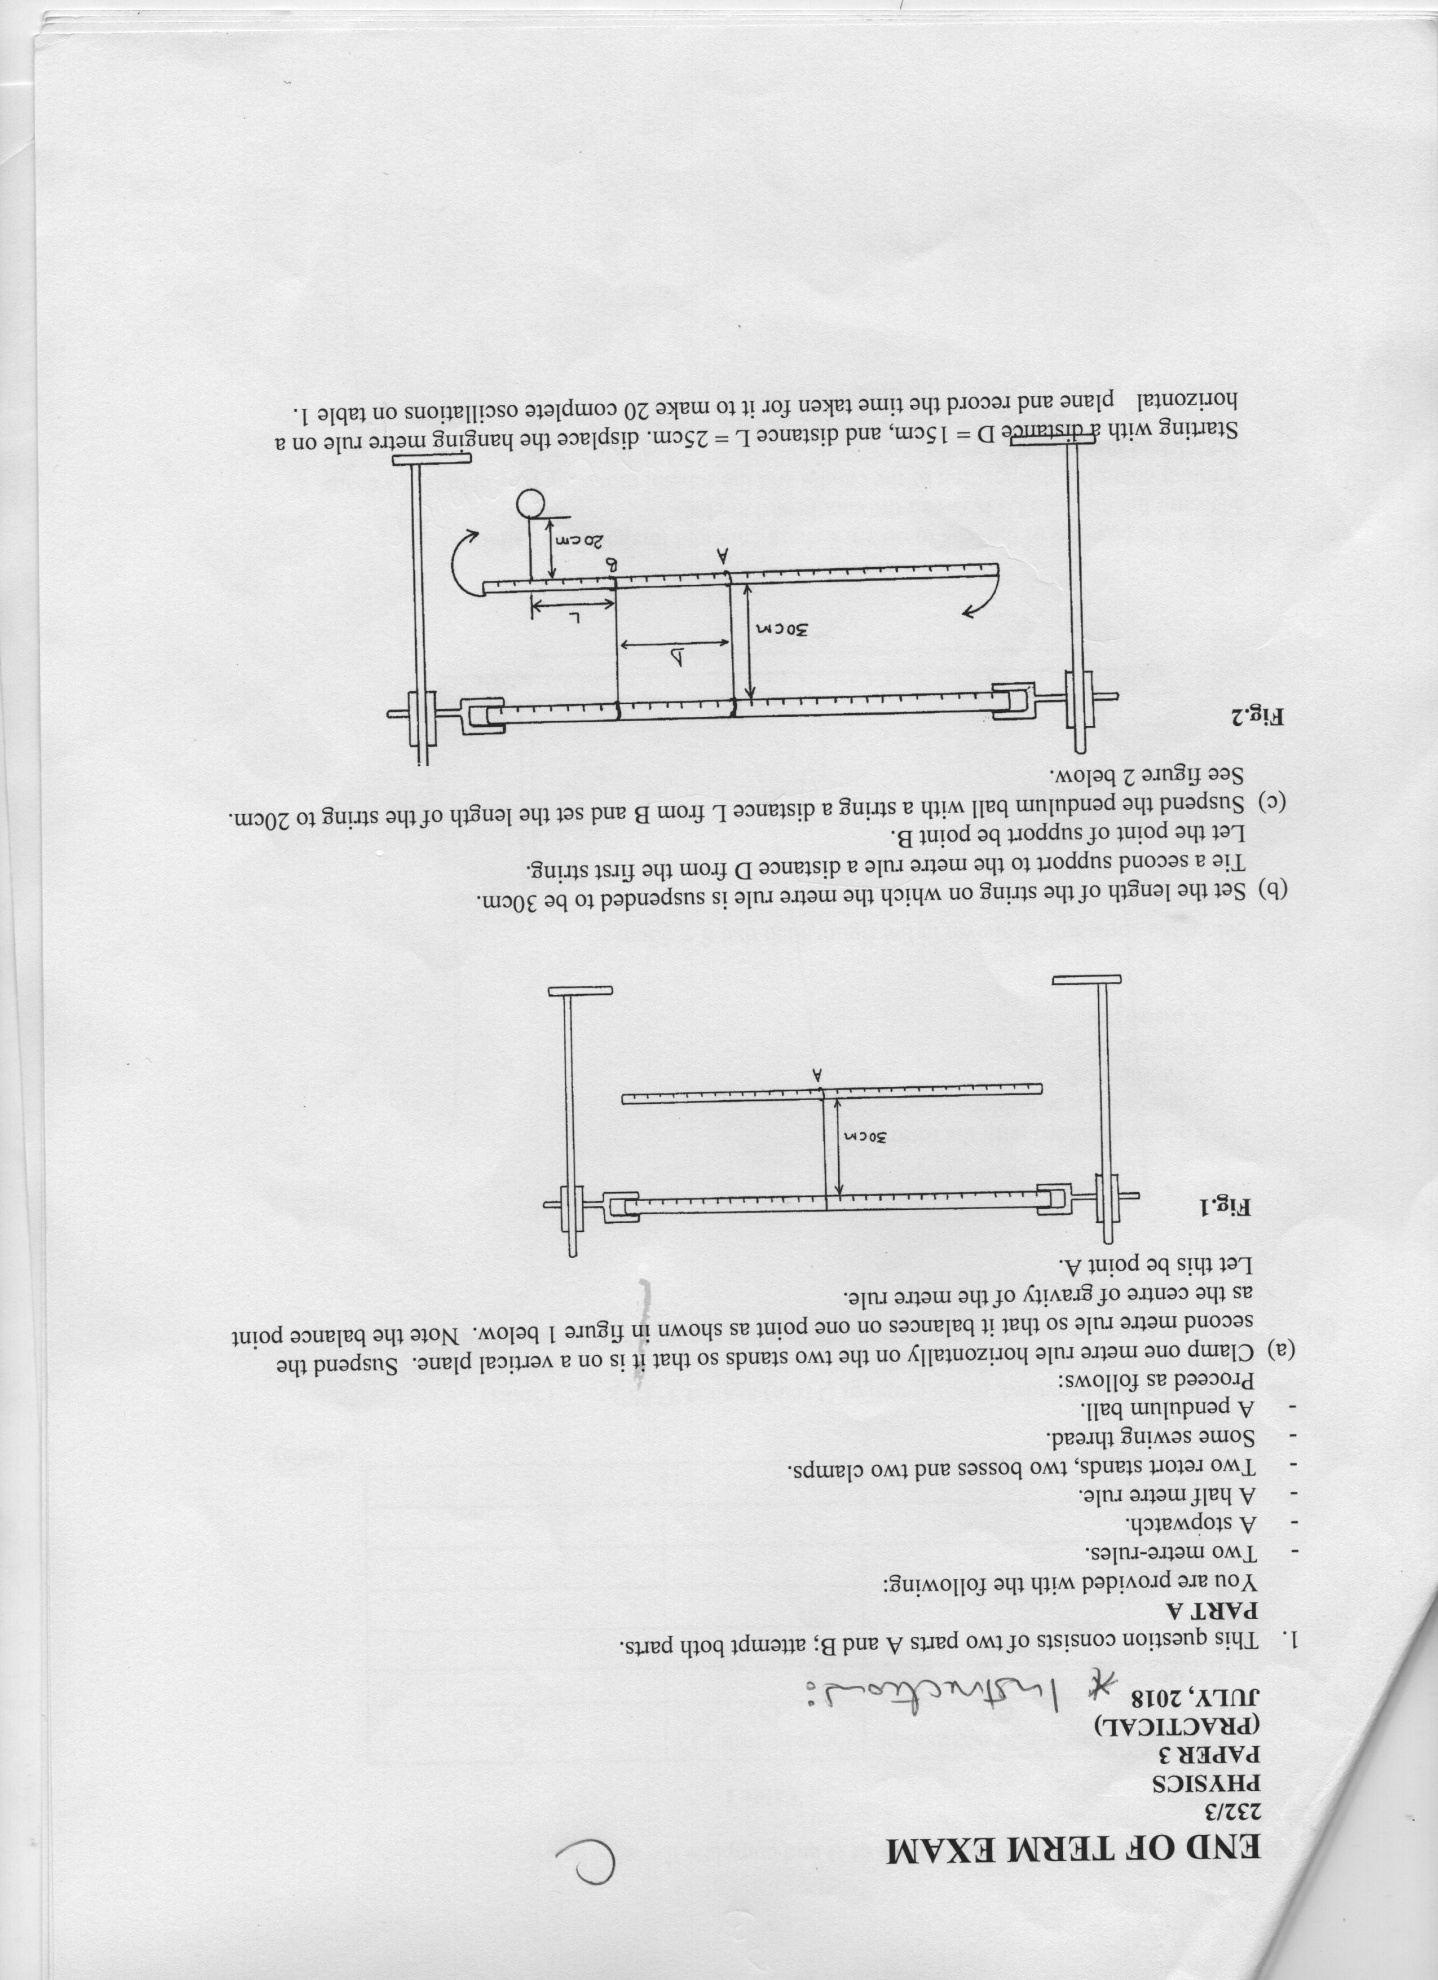 END OF TERM EXAM
C
232/3
PHYSICS
PAPER 3
(PRACTICAL)
JULY, 2018
* Instructions:
1. This question consists of two parts A and B; attempt both parts.
PART A
You are provided with the following:
- Two metre-rules.
- A stopwatch.
- A half metre rule.
- Two retort stands, two bosses and two clamps.
- Some sewing thread.
- A pendulum ball.
Proceed as follows:
(a) Clamp one metre rule horizontally on the two stands so that it is on a vertical plane. Suspend the
second metre rule so that it balances on one point as shown in figure 1 below. Note the balance point
as the centre of gravity of the metre rule.
Let this be point A.
Fig.1
30cm
A
(b) Set the length of the string on which the metre rule is suspended to be 30cm.
Tie a second support to the metre rule a distance D from the first string.
Let the point of support be point B.
(c) Suspend the pendulum ball with a string a distance L from B and set the length of the string to 20cm.
See figure 2 below.
Fig.2
30cm
D
L
A
B
20cm
Starting with a distance D = 15cm, and distance L = 25cm. displace the hanging metre rule on a
horizontal plane and record the time taken for it to make 20 complete oscillations on table 1.